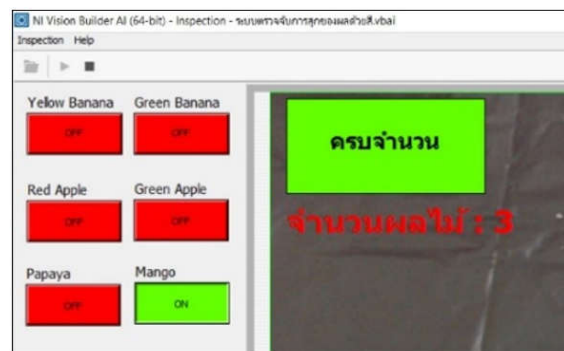 NI Vision Builder AI (64-bit) - Inspection - ระบบตรวจจับการสุกของผลด้วยสี.vbai
Inspection Help
Yelow Banana Green Banana
OFF OFF
ครบจำนวน
Red Apple Green Apple
OFF OFF
จำนวนผลไม้ : 3
Papaya Mango
OFF ON